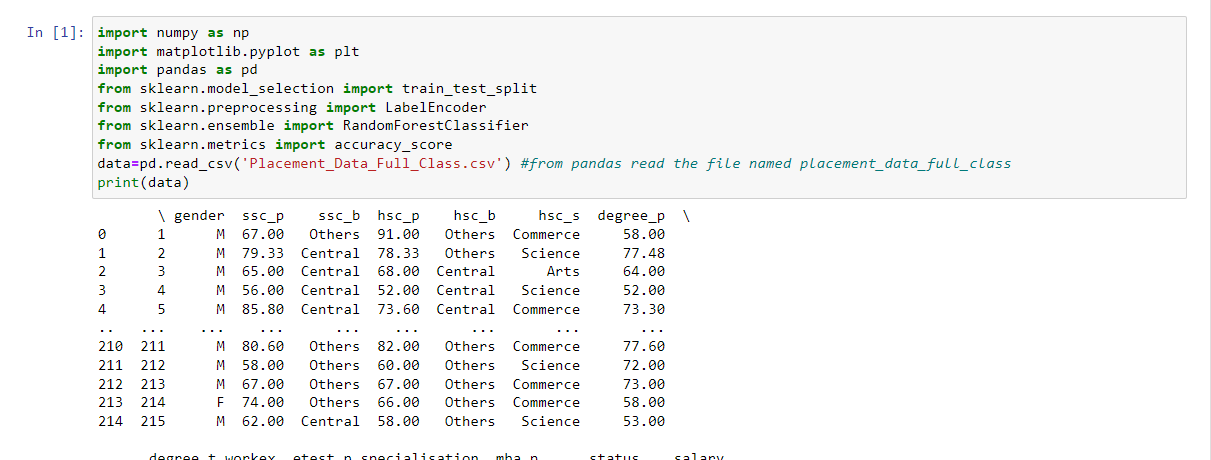 In [1]: import numpy as np
import matplotlib.pyplot as plt
import pandas as pd
from sklearn.model_selection import train_test_split
from sklearn.preprocessing import LabelEncoder
from sklearn.ensemble import RandomForestClassifier
from sklearn.metrics import accuracy_score
data=pd.read_csv('Placement_Data_Full_Class.csv') #from pandas read the file named placement_data_full_class
print(data)
\ gender ssc_p ssc_b hsc_p hsc_b hsc_s degree_p \
0 1 M 67.00 Others 91.00 Others Commerce 58.00
1 2 M 79.33 Central 78.33 Others Science 77.48
2 3 M 65.00 Central 68.00 Central Arts 64.00
3 4 M 56.00 Central 52.00 Central Science 52.00
4 5 M 85.80 Central 73.60 Central Commerce 73.30
.. ... ... ... ... ... ... ... ...
210 211 M 80.60 Others 82.00 Others Commerce 77.60
211 212 M 58.00 Others 60.00 Others Science 72.00
212 213 M 67.00 Others 67.00 Others Commerce 73.00
213 214 F 74.00 Others 66.00 Others Commerce 58.00
214 215 M 62.00 Central 58.00 Others Science 53.00
degree_t workex etest_p specialisation mba_p status salary